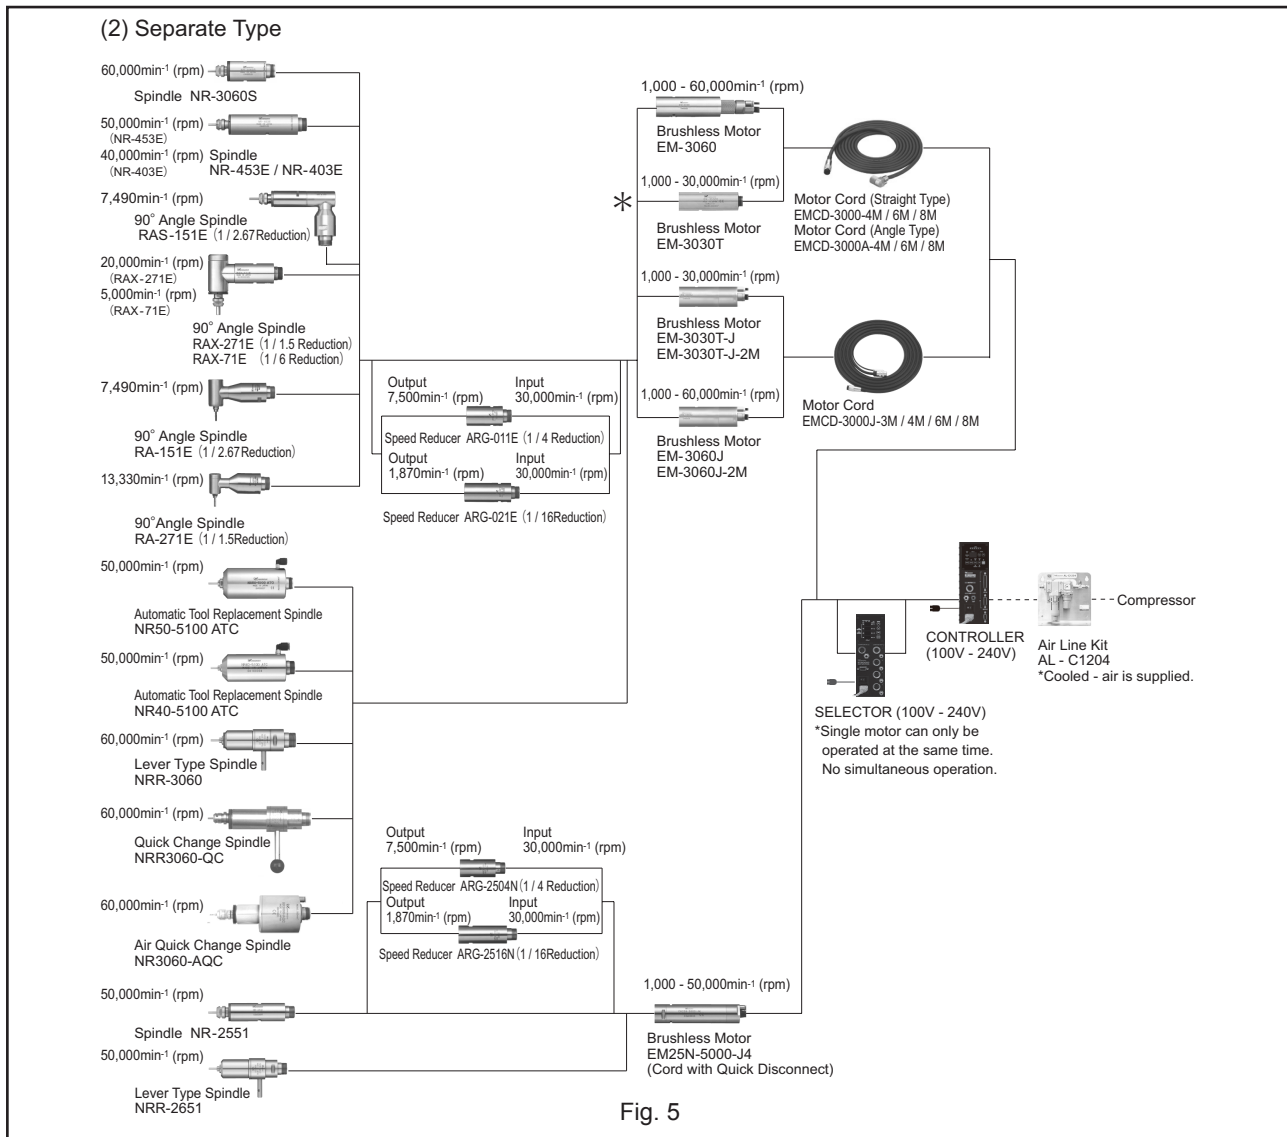 (2) Separate Type
60,000min-1 (rpm)
Spindle NR-3060S
50,000min-1 (rpm)
(NR-453E)
40,000min-1 (rpm)
(NR-403E)
Spindle
NR-453E / NR-403E
7,490min-1 (rpm)
90° Angle Spindle
RAS-151E (1 / 2.67Reduction)
20,000min-1 (rpm)
(RAX-271E)
5,000min-1 (rpm)
(RAX-71E)
90° Angle Spindle
RAX-271E (1 / 1.5 Reduction)
RAX-71E (1 / 6 Reduction)
7,490min-1 (rpm)
90° Angle Spindle
RA-151E (1 / 2.67Reduction)
13,330min-1 (rpm)
90°Angle Spindle
RA-271E (1 / 1.5Reduction)
50,000min-1 (rpm)
Automatic Tool Replacement Spindle
NR50-5100 ATC
50,000min-1 (rpm)
Automatic Tool Replacement Spindle
NR40-5100 ATC
60,000min-1 (rpm)
Lever Type Spindle
NRR-3060
60,000min-1 (rpm)
Quick Change Spindle
NRR3060-QC
60,000min-1 (rpm)
Air Quick Change Spindle
NR3060-AQC
50,000min-1 (rpm)
Spindle NR-2551
50,000min-1 (rpm)
Lever Type Spindle
NRR-2651
Output
7,500min-1 (rpm)
Input
30,000min-1 (rpm)
Speed Reducer ARG-011E (1 / 4 Reduction)
Output
1,870min-1 (rpm)
Input
30,000min-1 (rpm)
Speed Reducer ARG-021E (1 / 16Reduction)
Output
7,500min-1 (rpm)
Input
30,000min-1 (rpm)
Speed Reducer ARG-2504N(1 / 4 Reduction)
Output
1,870min-1 (rpm)
Input
30,000min-1 (rpm)
Speed Reducer ARG-2516N(1 / 16Reduction)
1,000 - 60,000min-1 (rpm)
Brushless Motor
EM-3060
*
1,000 - 30,000min-1 (rpm)
Brushless Motor
EM-3030T
1,000 - 30,000min-1 (rpm)
Brushless Motor
EM-3030T-J
EM-3030T-J-2M
1,000 - 60,000min-1 (rpm)
Brushless Motor
EM-3060J
EM-3060J-2M
1,000 - 50,000min-1 (rpm)
Brushless Motor
EM25N-5000-J4
(Cord with Quick Disconnect)
Motor Cord (Straight Type)
EMCD-3000-4M / 6M / 8M
Motor Cord (Angle Type)
EMCD-3000A-4M / 6M / 8M
Motor Cord
EMCD-3000J-3M / 4M / 6M / 8M
SELECTOR (100V - 240V)
*Single motor can only be
operated at the same time.
No simultaneous operation.
CONTROLLER
(100V - 240V)
Air Line Kit
AL - C1204
*Cooled - air is supplied.
Compressor
Fig. 5